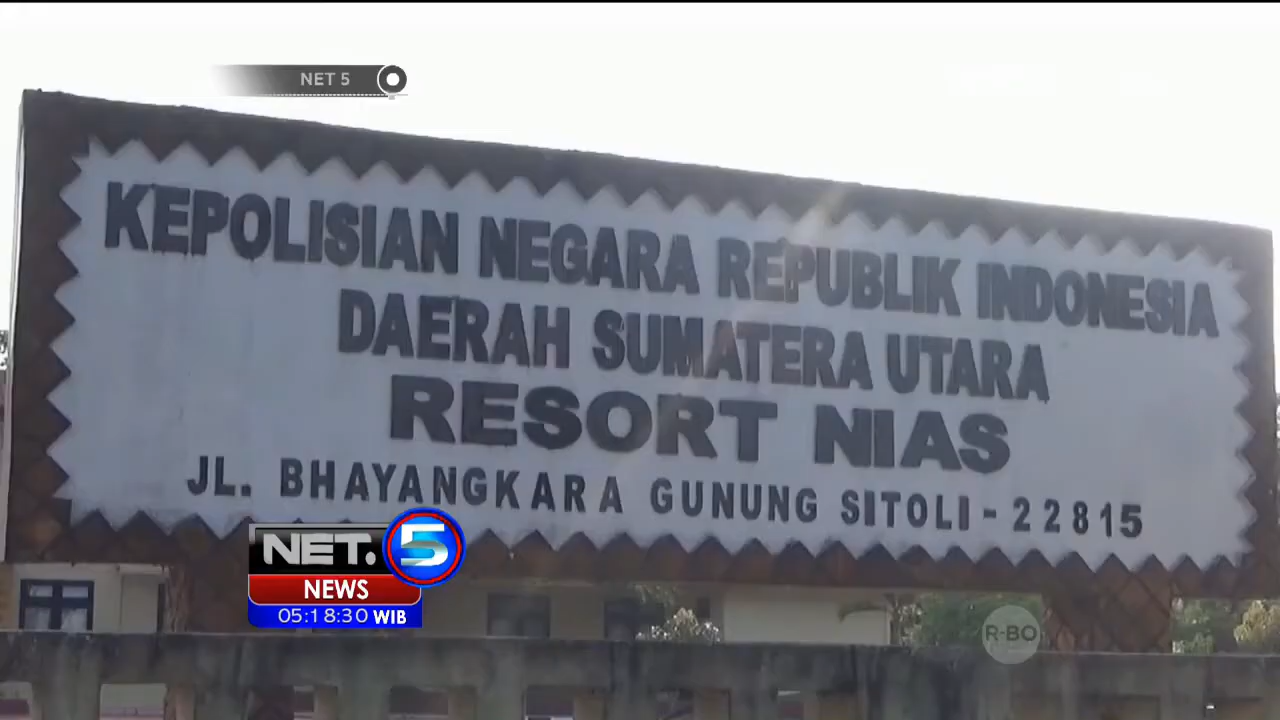 NET 5
KEPOLISIAN NEGARA REPUBLIK INDONESIA
DAERAH SUMATERA UTARA
RESORT NIAS
JL. BHAYANGKARA GUNUNG SITOLI - 22815
NET. 5
NEWS
05:18:30 WIB
R-BO